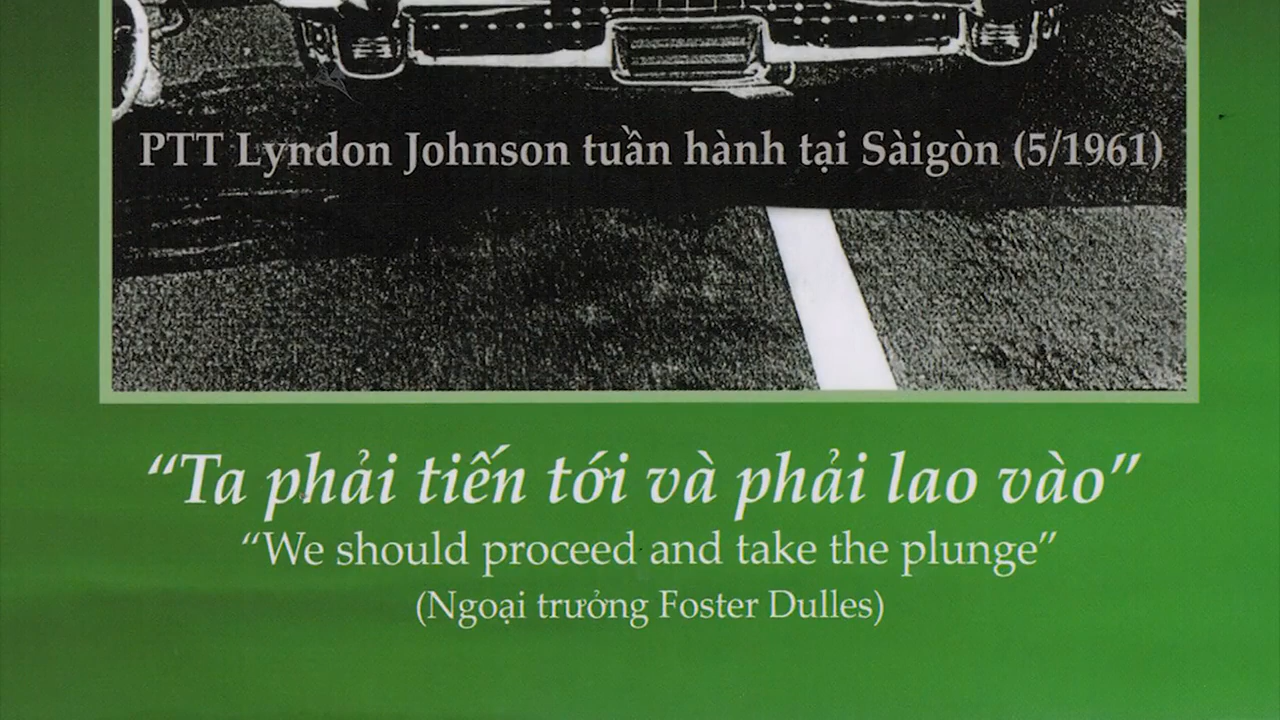 PTT Lyndon Johnson tuần hành tại Sàigòn (5/1961)
“Ta phải tiến tới và phải lao vào”
“We should proceed and take the plunge”
(Ngoại trưởng Foster Dulles)